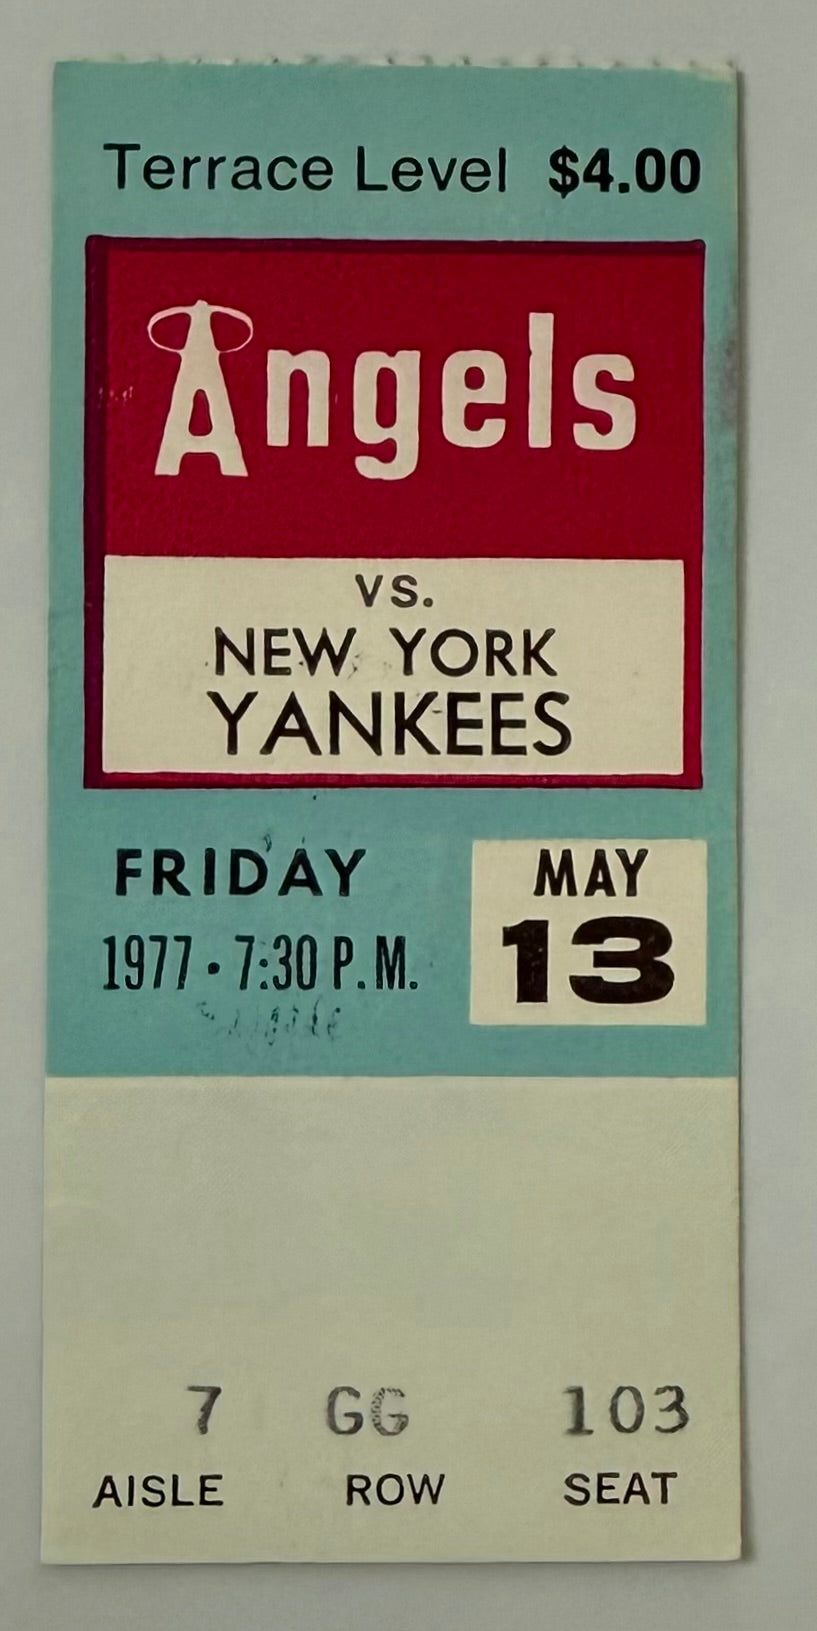 Terrace Level $4.00
Angels
VS.
NEW YORK
YANKEES
FRIDAY
1977 • 7:30 P.M.
MAY
13
7 GG 103
AISLE ROW SEAT